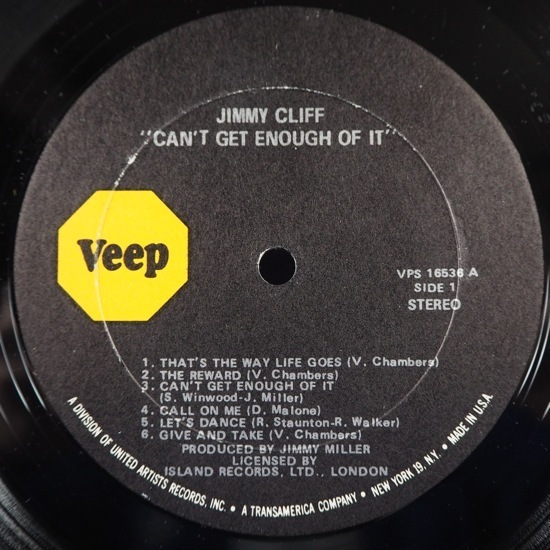 JIMMY CLIFF
"CAN'T GET ENOUGH OF IT"
Veep
VPS 16536 A
SIDE 1
STEREO
1. THAT'S THE WAY LIFE GOES (V. Chambers)
2. THE REWARD (V. Chambers)
3. CAN'T GET ENOUGH OF IT
(S. Winwood-J. Miller)
4. CALL ON ME (D. Malone)
5. LET'S DANCE (R. Staunton-R. Walker)
6. GIVE AND TAKE (V. Chambers)
PRODUCED BY JIMMY MILLER
LICENSED BY
ISLAND RECORDS, LTD., LONDON
A DIVISION OF UNITED ARTISTS RECORDS, INC. • A TRANSAMERICA COMPANY • NEW YORK 19, N.Y. • MADE IN U.S.A.